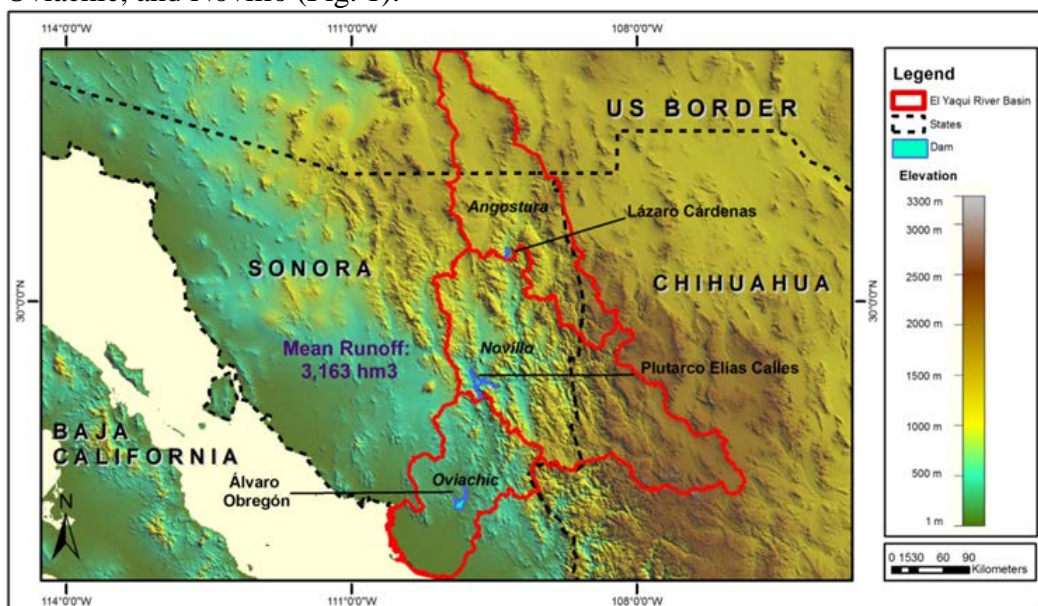 Oviachic, and Novillo (Fig. 1).
114°0'0"W
111°0'0"W
108°0'0"W
US BORDER
Angostura
Lázaro Cárdenas
SONORA
CHIHUAHUA
30°0'0"N
30°0'0"N
Novillo
Mean Runoff:
3,163 hm3
Plutarco Elías Calles
BAJA
CALIFORNIA
Álvaro
Obregón
Oviachic
N
114°0'0"W
111°0'0"W
108°0'0"W
Legend
El Yaqui River Basin
States
Dam
Elevation
3300 m
3000 m
2500 m
2000 m
1500 m
1000 m
500 m
1 m
0 1530 60 90
Kilometers